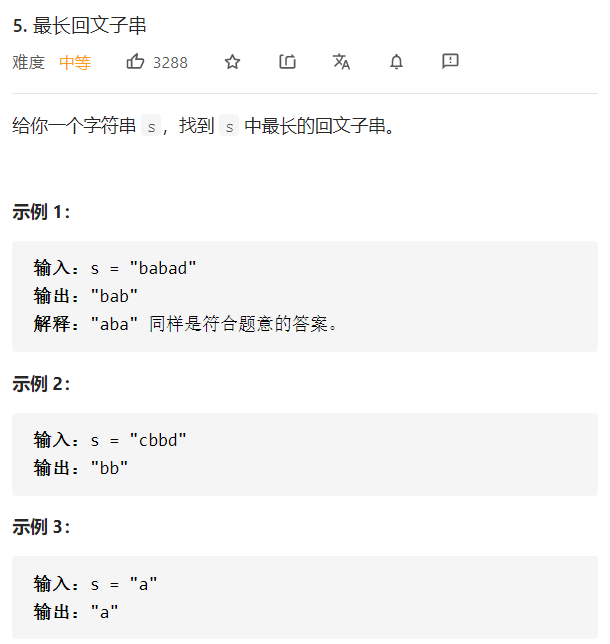 5. 最长回文子串
难度 中等 3288
给你一个字符串 s，找到 s 中最长的回文子串。
示例 1：
输入：s = "babad"
输出："bab"
解释："aba" 同样是符合题意的答案。
示例 2：
输入：s = "cbbd"
输出："bb"
示例 3：
输入：s = "a"
输出："a"